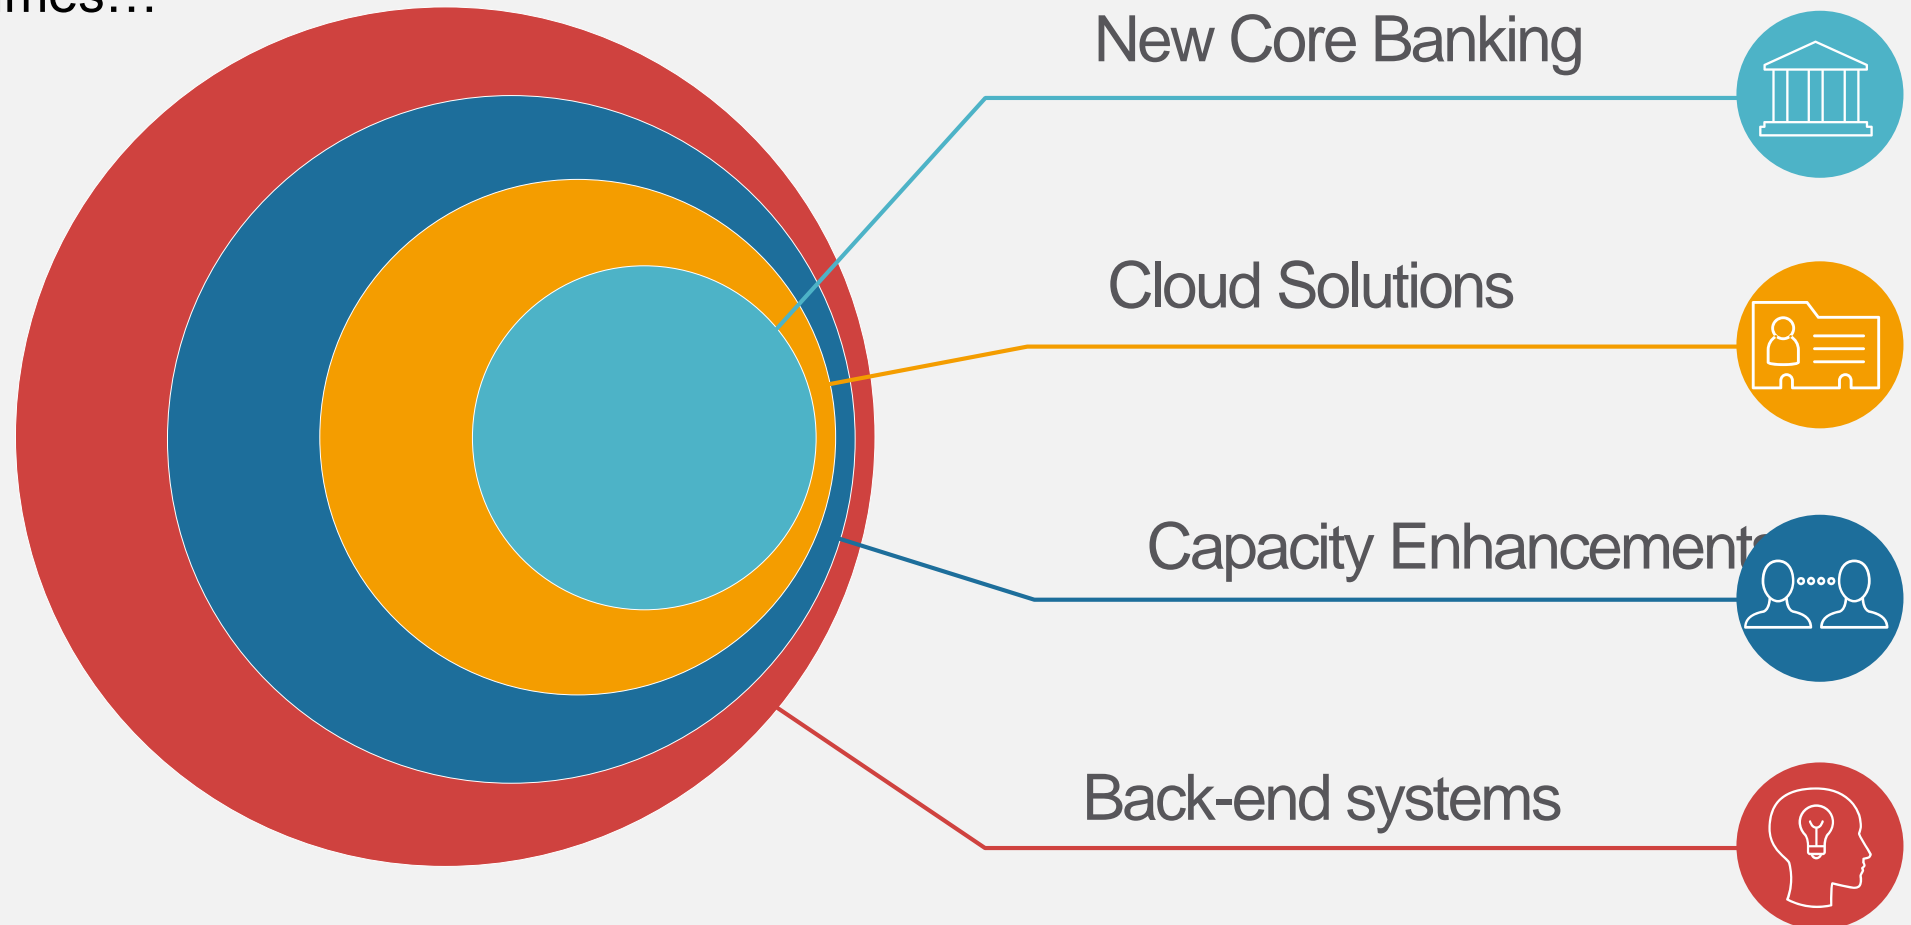 New Core Banking
Cloud Solutions
Capacity Enhancements
Back-end systems